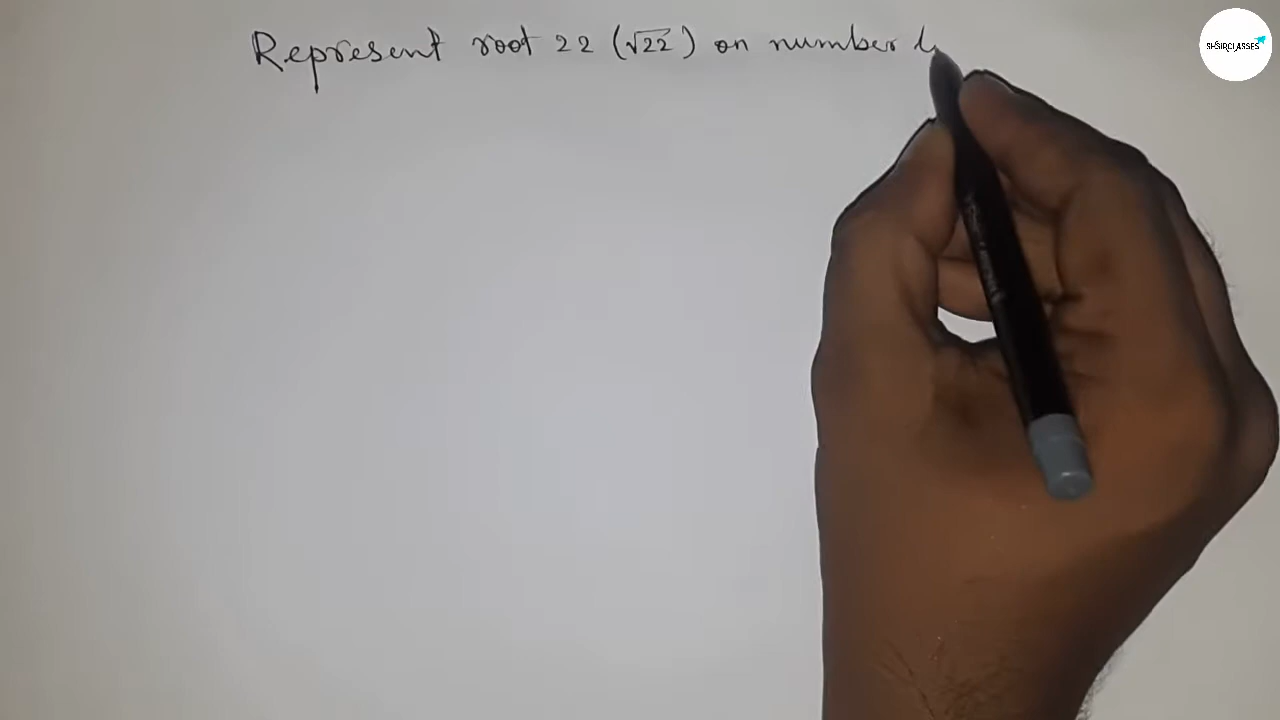 Represent root 22 (√22) on number
SHSIRCLASSES